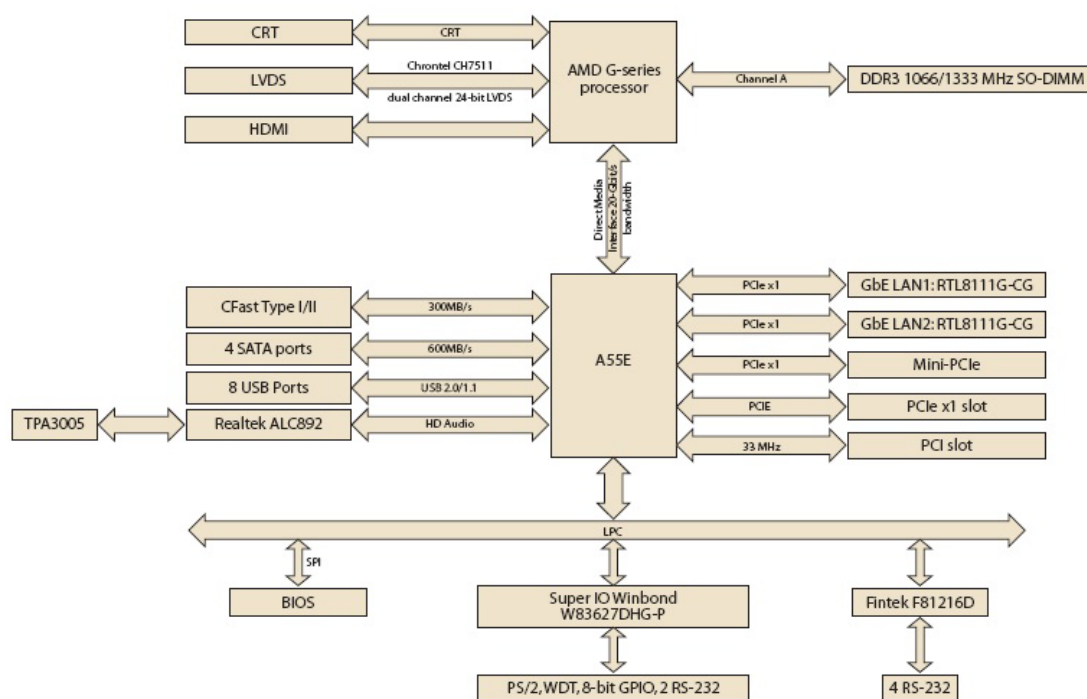 CRT
CRT
AMD G-series
processor
LVDS
Chrontel CH7511
dual channel 24-bit LVDS
Channel A
DDR3 1066/1333 MHz SO-DIMM
HDMI
Direct Media
Interface 20-Gbit/s
bandwidth
CFast Type I/II
300MB/s
4 SATA ports
600MB/s
8 USB Ports
USB 2.0/1.1
TPA3005
Realtek ALC892
HD Audio
A55E
PCIe x1
GbE LAN1: RTL8111G-CG
PCIe x1
GbE LAN2: RTL8111G-CG
PCIe x1
Mini-PCIe
PCIE
PCIe x1 slot
33 MHz
PCI slot
LPC
SPI
BIOS
Super IO Winbond
W83627DHG-P
Fintek F81216D
PS/2, WDT, 8-bit GPIO, 2 RS-232
4 RS-232